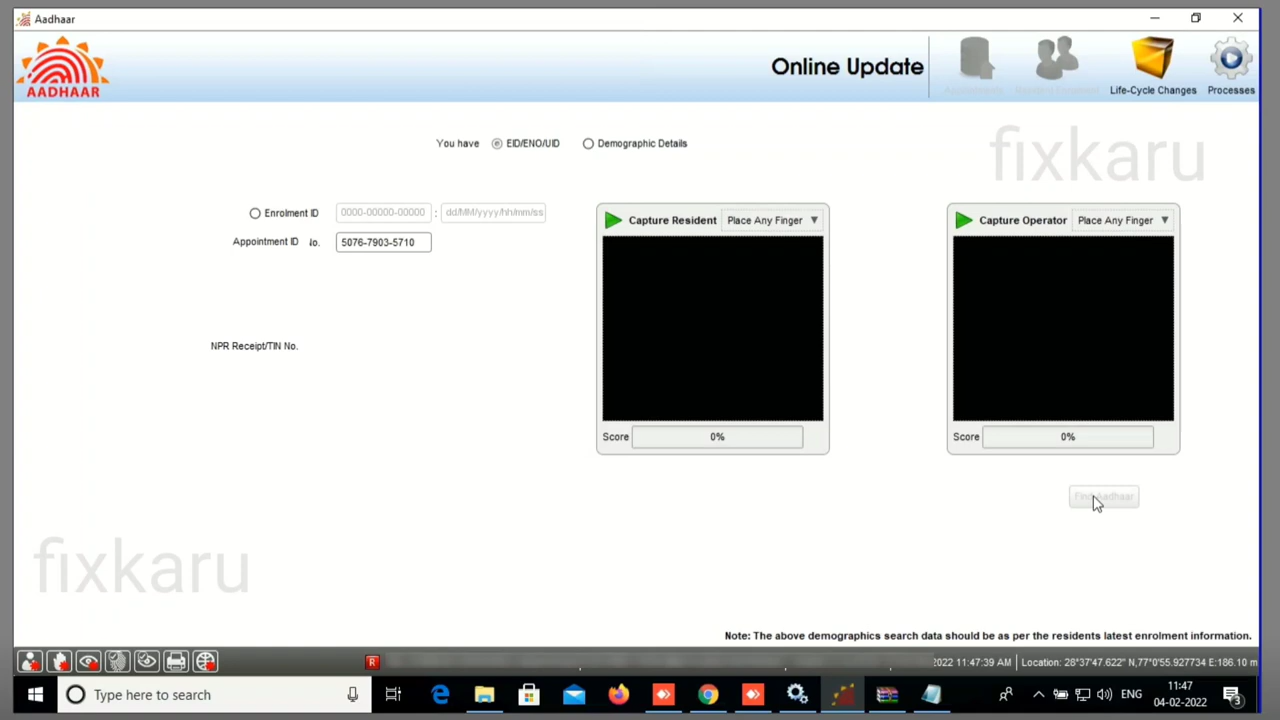 Aadhaar
AADHAAR
Online Update
Life-Cycle Changes
Processes
fixkaru
You have EID/ENO/UID Demographic Details
Enrolment ID 0000-00000-00000 : dd/MM/yyyy/hh/mm/ss
Appointment ID lo. 5076-7903-5710
NPR Receipt/TIN No.
Capture Resident Place Any Finger
Score 0%
Capture Operator Place Any Finger
Score 0%
Find Aadhaar
fixkaru
Note: The above demographics search data should be as per the residents latest enrolment information.
R
2022 11:47:39 AM Location: 28°37'47.622" N,77°0'55.927734 E:186.10 m
Type here to search
ENG
11:47
04-02-2022
3